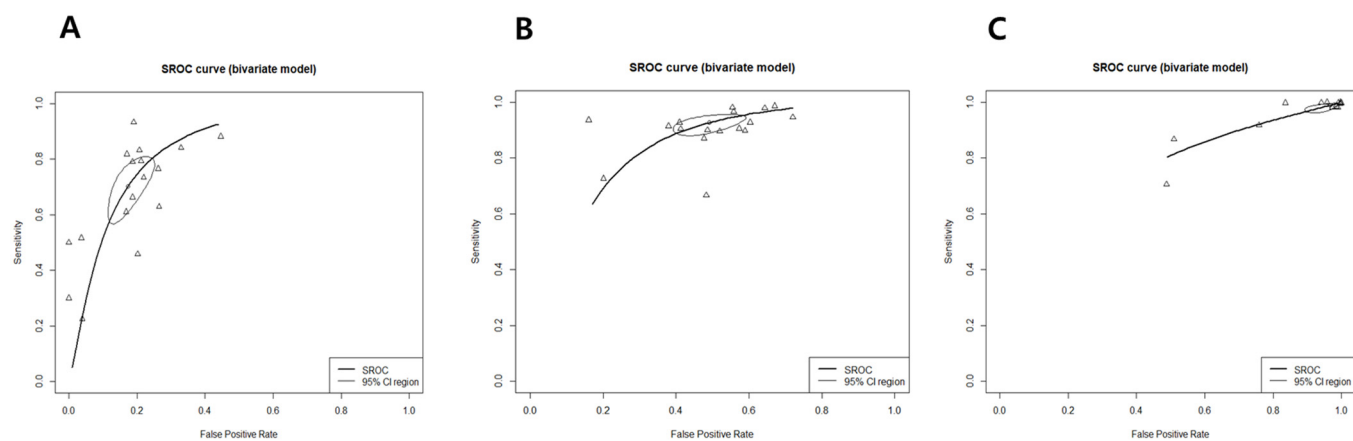 A
SROC curve (bivariate model)
Sensitivity
1.0
0.8
0.6
0.4
0.2
0.0
SROC
95% CI region
0.0 0.2 0.4 0.6 0.8 1.0
False Positive Rate
B
SROC curve (bivariate model)
Sensitivity
1.0
0.8
0.6
0.4
0.2
0.0
SROC
95% CI region
0.0 0.2 0.4 0.6 0.8 1.0
False Positive Rate
C
SROC curve (bivariate model)
Sensitivity
1.0
0.8
0.6
0.4
0.2
0.0
SROC
95% CI region
0.0 0.2 0.4 0.6 0.8 1.0
False Positive Rate